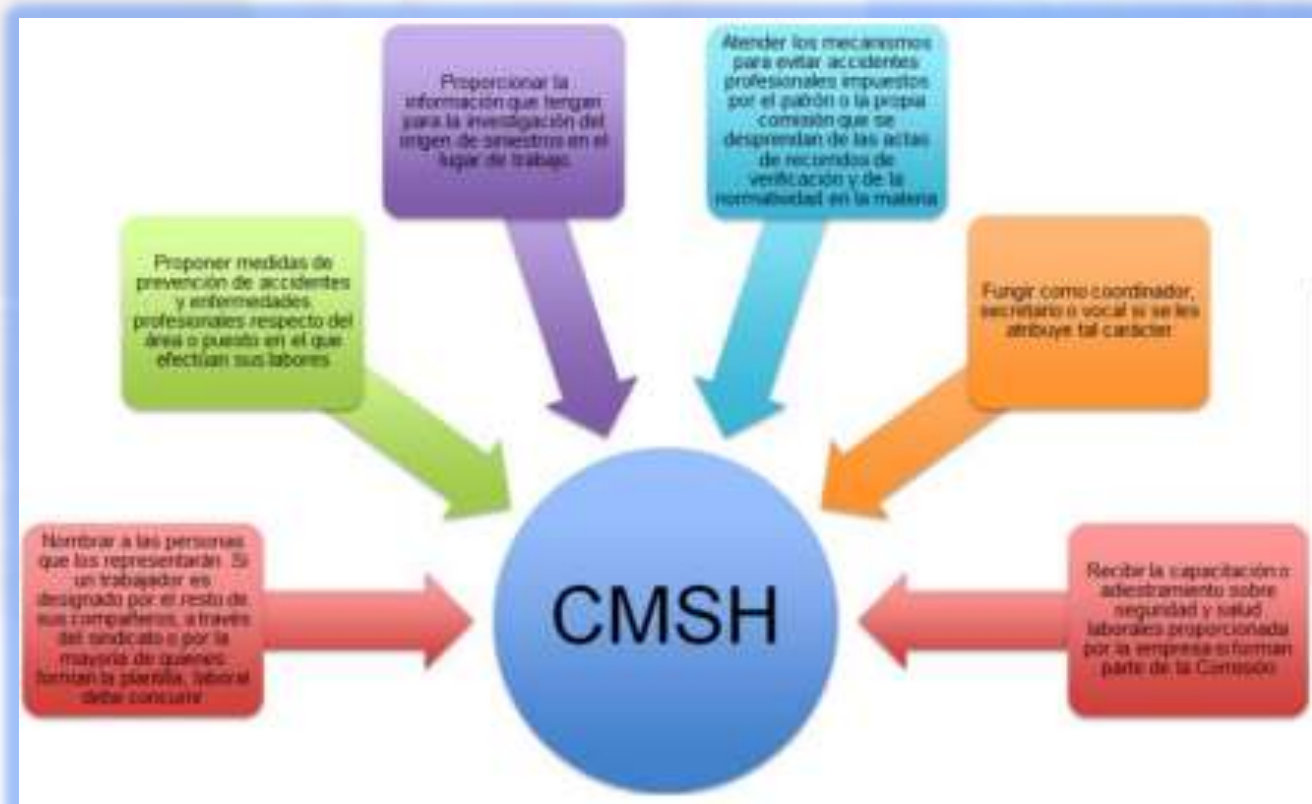 Nombrar a las personas
que los representarán. Si
un trabajador es
designado por el resto de
sus compañeros, a través
del sindicato o por la
mayoría de quienes
forman la plantilla, laboral
debe concurrir
Proponer medidas de
prevención de accidentes
y enfermedades
profesionales respecto del
área o puesto en el que
efectúan sus labores
Proporcionar la
información que tengan
para la investigación del
origen de siniestros en el
lugar de trabajo.
Atender los mecanismos
para evitar accidentes
profesionales impuestos
por el patrón o la propia
comisión que se
desprendan de las actas
de recorridos de
verificación y de la
normatividad en la materia
Fungir como coordinador,
secretario o vocal si se les
atribuye tal carácter
Recibir la capacitación o
adiestramiento sobre
seguridad y salud
laborales proporcionada
por la empresa si forman
parte de la Comisión
CMSH